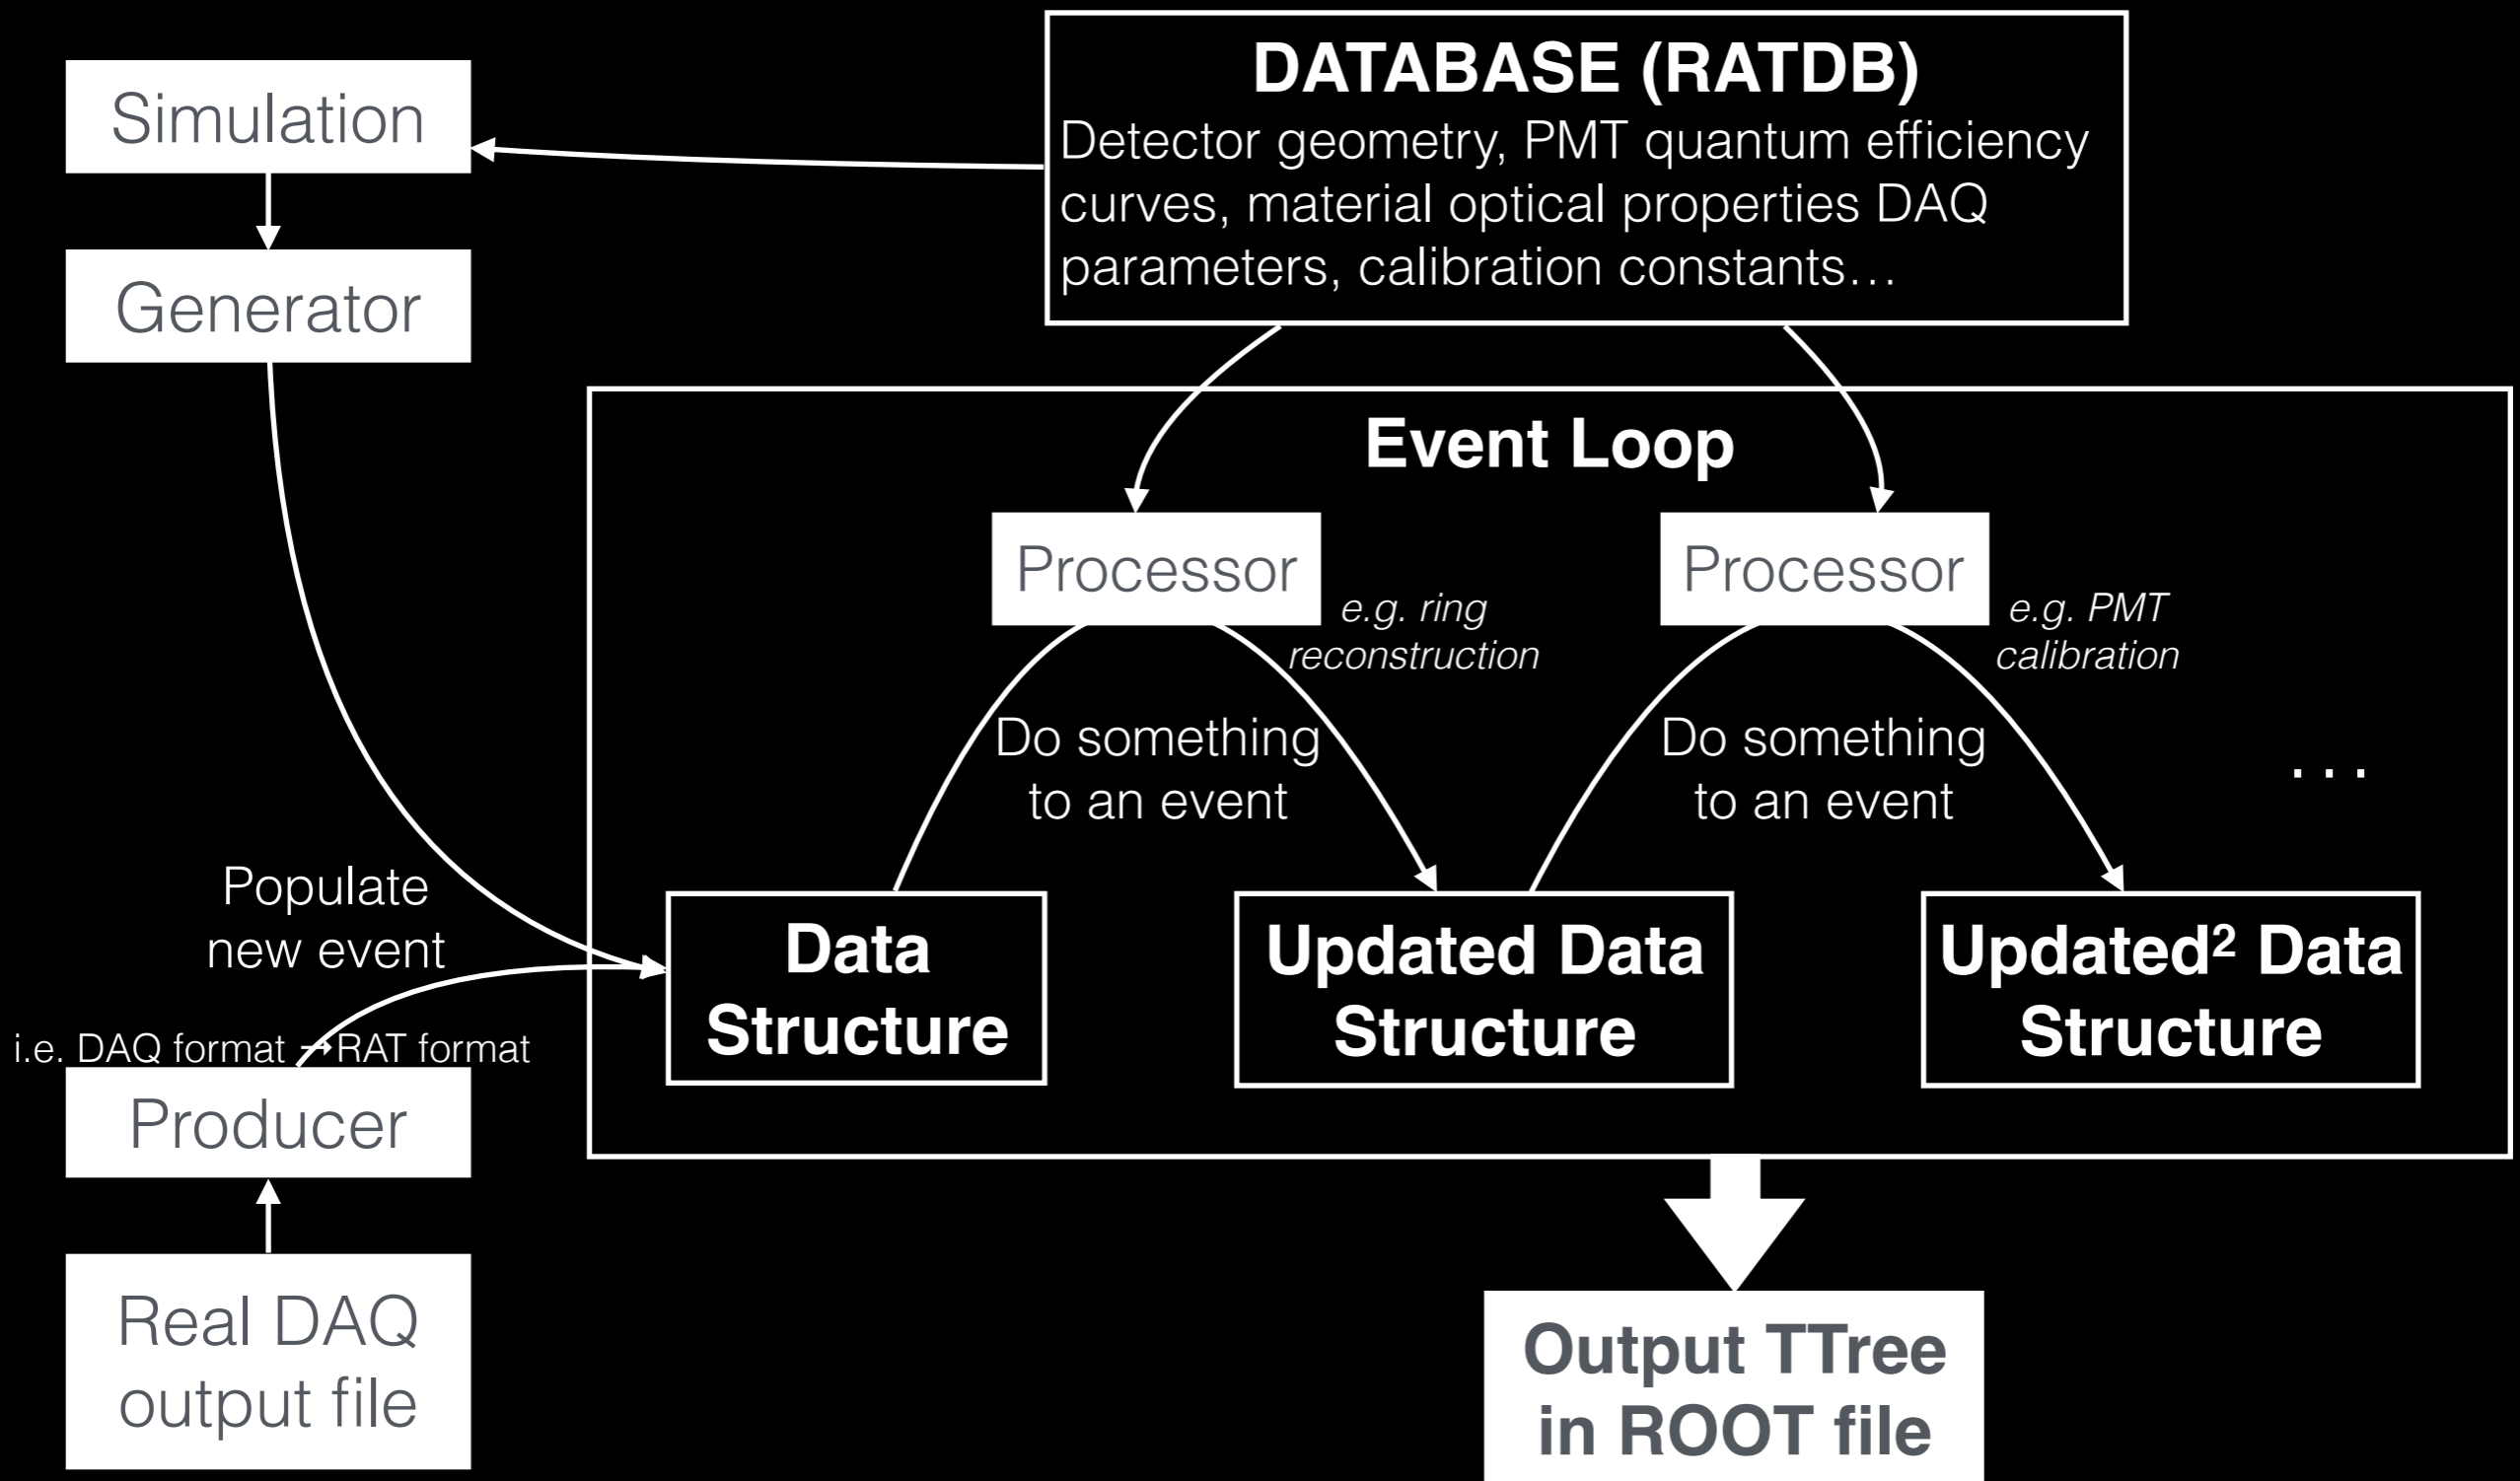 Simulation
Generator
DATABASE (RATDB)
Detector geometry, PMT quantum efficiency
curves, material optical properties DAQ
parameters, calibration constants…
Event Loop
Processor
e.g. ring
reconstruction
Processor
e.g. PMT
calibration
Do something
to an event
Do something
to an event
...
Populate
new event
i.e. DAQ format →RAT format
Data
Structure
Updated Data
Structure
Updated² Data
Structure
Producer
Real DAQ
output file
Output TTree
in ROOT file